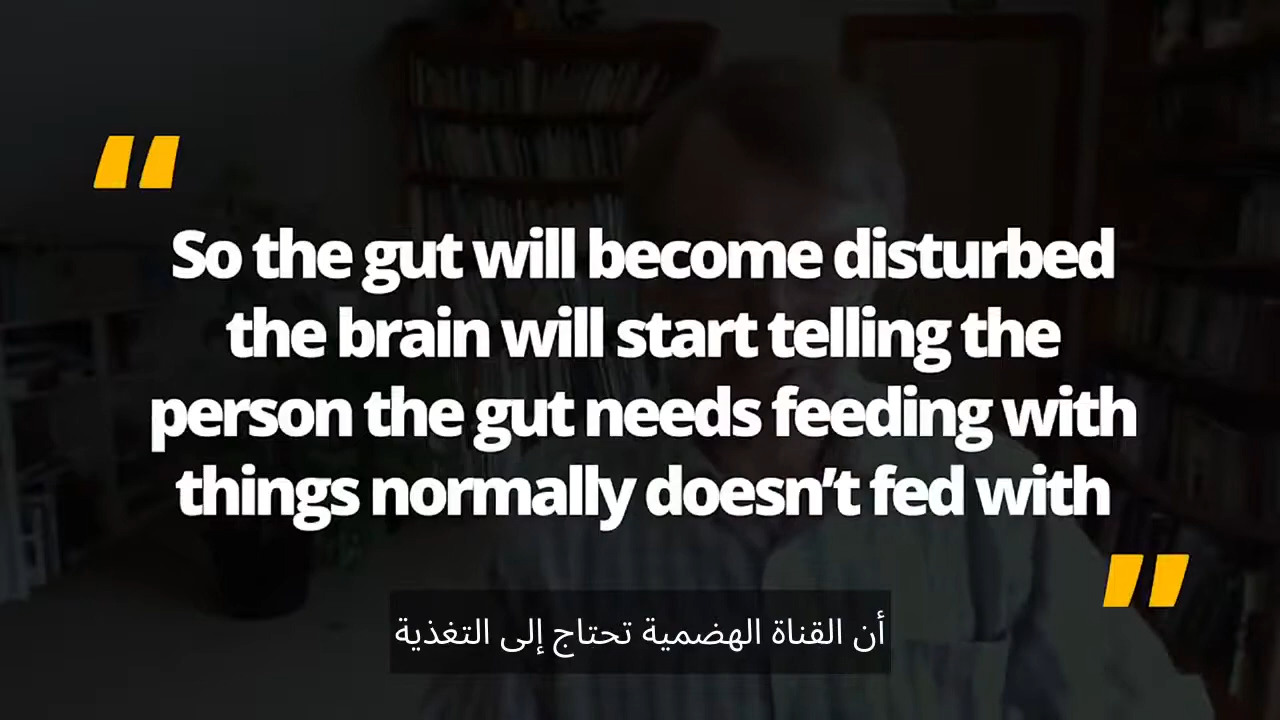 So the gut will become disturbed
the brain will start telling the
person the gut needs feeding with
things normally doesn’t fed with
أن القناة الهضمية تحتاج إلى التغذية